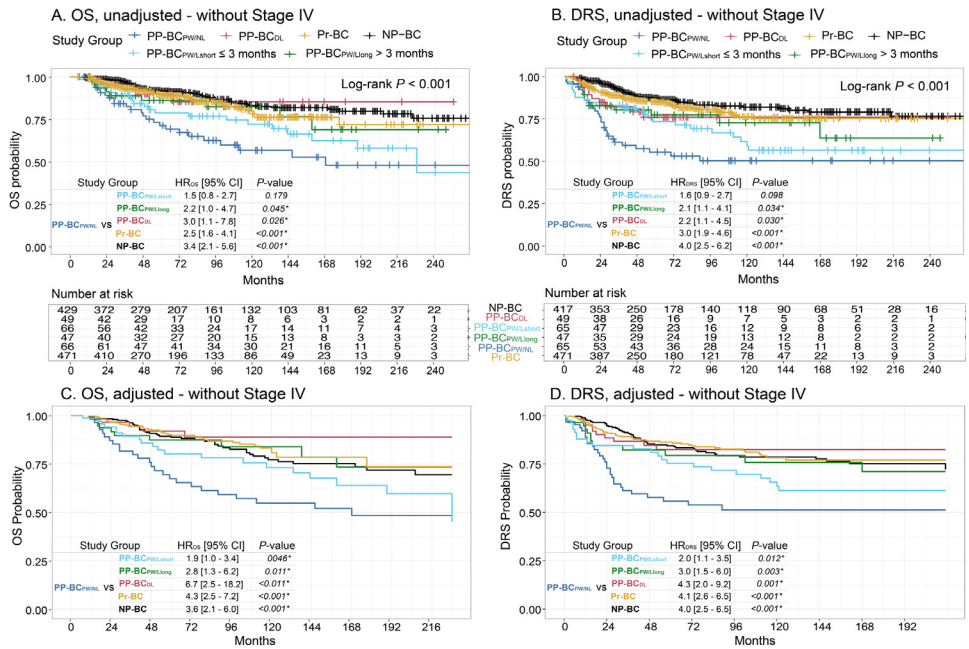 A. OS, unadjusted - without Stage IV
Study Group
PP-BCPW/NL PP-BCDL Pr-BC NP−BC
PP-BCPW/Lshort ≤ 3 months PP-BCPW/Llong > 3 months
Log-rank P < 0.001
OS probability
1.00
0.75
0.50
0.25
0.00
Study Group HROS [95% CI] P-value
PP-BCPW/NL VS
PP-BCPW/Lshort 1.5 [0.8 - 2.7] 0.179
PP-BCPW/Llong 2.2 [1.0 - 4.7] 0.045*
PP-BCDL 3.0 [1.1 - 7.8] 0.026*
Pr-BC 2.5 [1.6 - 4.1] <0.001*
NP-BC 3.4 [2.1 - 5.6] <0.001*
0 24 48 72 96 120 144 168 192 216 240
Months
B. DRS, unadjusted - without Stage IV
Study Group
PP-BCPW/NL PP-BCDL Pr-BC NP-BC
PP-BCPW/Lshort ≤ 3 months PP-BCPW/Llong > 3 months
Log-rank P < 0.001
DRS probability
1.00
0.75
0.50
0.25
0.00
Study Group HRDRS [95% CI] P-value
PP-BCPW/NL VS
PP-BCPW/Lshort 1.6 [0.9 - 2.7] 0.098
PP-BCPW/Llong 2.1 [1.1 - 4.1] 0.034*
PP-BCDL 2.2 [1.1 - 4.5] 0.030*
Pr-BC 3.0 [1.9 - 4.6] <0.001*
NP-BC 4.0 [2.5 - 6.2] <0.001*
0 24 48 72 96 120 144 168 192 216 240
Months
Number at risk
429 372 279 207 161 132 103 81 62 37 22
49 42 29 17 10 8 6 2 2 2 1
66 56 42 33 24 17 14 11 7 4 3
47 40 32 27 20 15 13 8 3 3 2
66 61 47 41 34 30 21 16 11 5 3
471 410 270 196 133 86 49 23 13 9 3
NP-BC
PP-BCDL
PP-BCPW/Lshort
PP-BCPW/Llong
PP-BCPW/NL
Pr-BC
Number at risk
417 353 250 178 140 118 90 68 51 28 16
49 38 26 16 9 7 5 3 2 2 1
65 47 29 23 16 12 9 8 6 3 2
47 35 29 24 19 13 12 8 2 2 2
65 53 43 36 28 24 15 11 8 3 2
471 387 250 180 121 78 47 22 13 9 3
C. OS, adjusted - without Stage IV
OS Probability
1.00
0.75
0.50
0.25
0.00
Study Group HROS [95% CI] P-value
PP-BCPW/NL VS
PP-BCPW/Lshort 1.9 [1.0 - 3.4] 0046*
PP-BCPW/Llong 2.8 [1.3 - 6.2] 0.011*
PP-BCDL 6.7 [2.5 - 18.2] <0.011*
Pr-BC 4.3 [2.5 - 7.2] <0.001*
NP-BC 3.6 [2.1 - 6.0] <0.001*
0 24 48 72 96 120 144 168 192 216
Months
D. DRS, adjusted - without Stage IV
DRS Probability
1.00
0.75
0.50
0.25
0.00
Study Group HRDRS [95% CI] P-value
PP-BCPW/NL VS
PP-BCPW/Lshort 2.0 [1.1 - 3.5] 0.012*
PP-BCPW/Llong 3.0 [1.5 - 6.0] 0.003*
PP-BCDL 4.3 [2.0 - 9.2] 0.001*
Pr-BC 4.1 [2.6 - 6.5] <0.001*
NP-BC 4.0 [2.5 - 6.5] <0.001*
0 24 48 72 96 120 144 168 192
Months